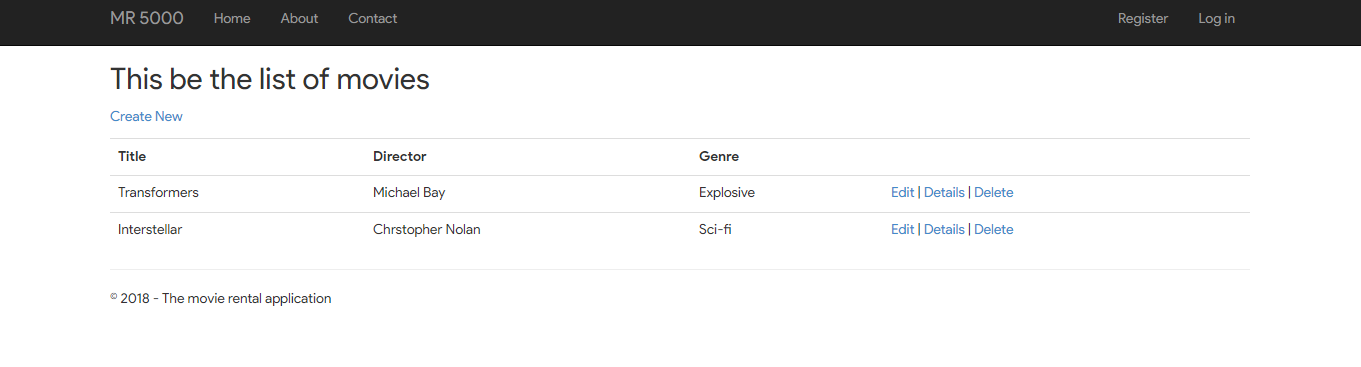 MR 5000 Home About Contact Register Log in
This be the list of movies
Create New
Title Director Genre
Transformers Michael Bay Explosive Edit | Details | Delete
Interstellar Chrstopher Nolan Sci-fi Edit | Details | Delete
© 2018 - The movie rental application